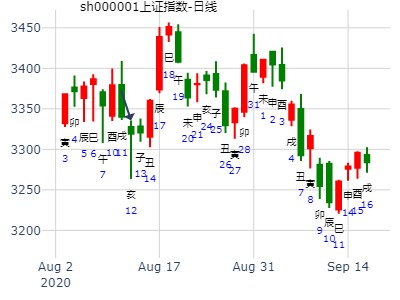 sh000001上证指数-日线
3450
3400
3350
3300
3250
3200
寅 3
卯 4
辰 5
巳 6
午 7
酉 10
戌 11
亥 12
子 13
丑 14
辰 17
巳 18
午 19
未 20
申 21
亥 24
子 25
丑 26
寅 27
卯 28
午 31
未 1
申 2
酉 3
戌 4
丑 7
寅 8
卯 9
辰 10
巳 11
申 14
酉 15
戌 16
Aug 2
2020
Aug 17
Aug 31
Sep 14